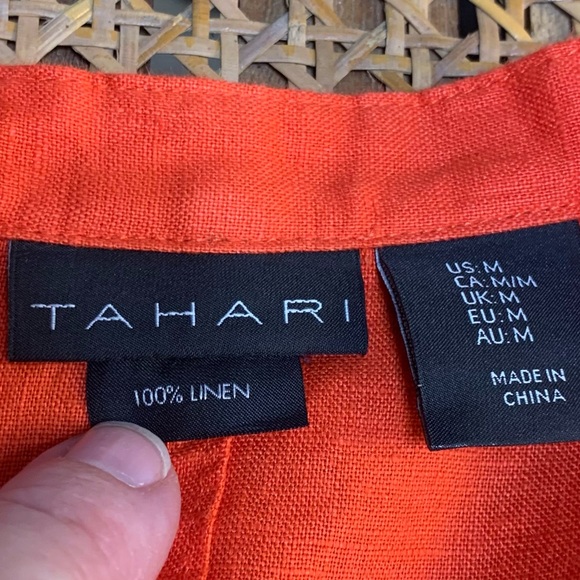 TAHARI
100% LINEN
US: M
CA: M/M
UK: M
EU: M
AU: M
MADE IN
CHINA